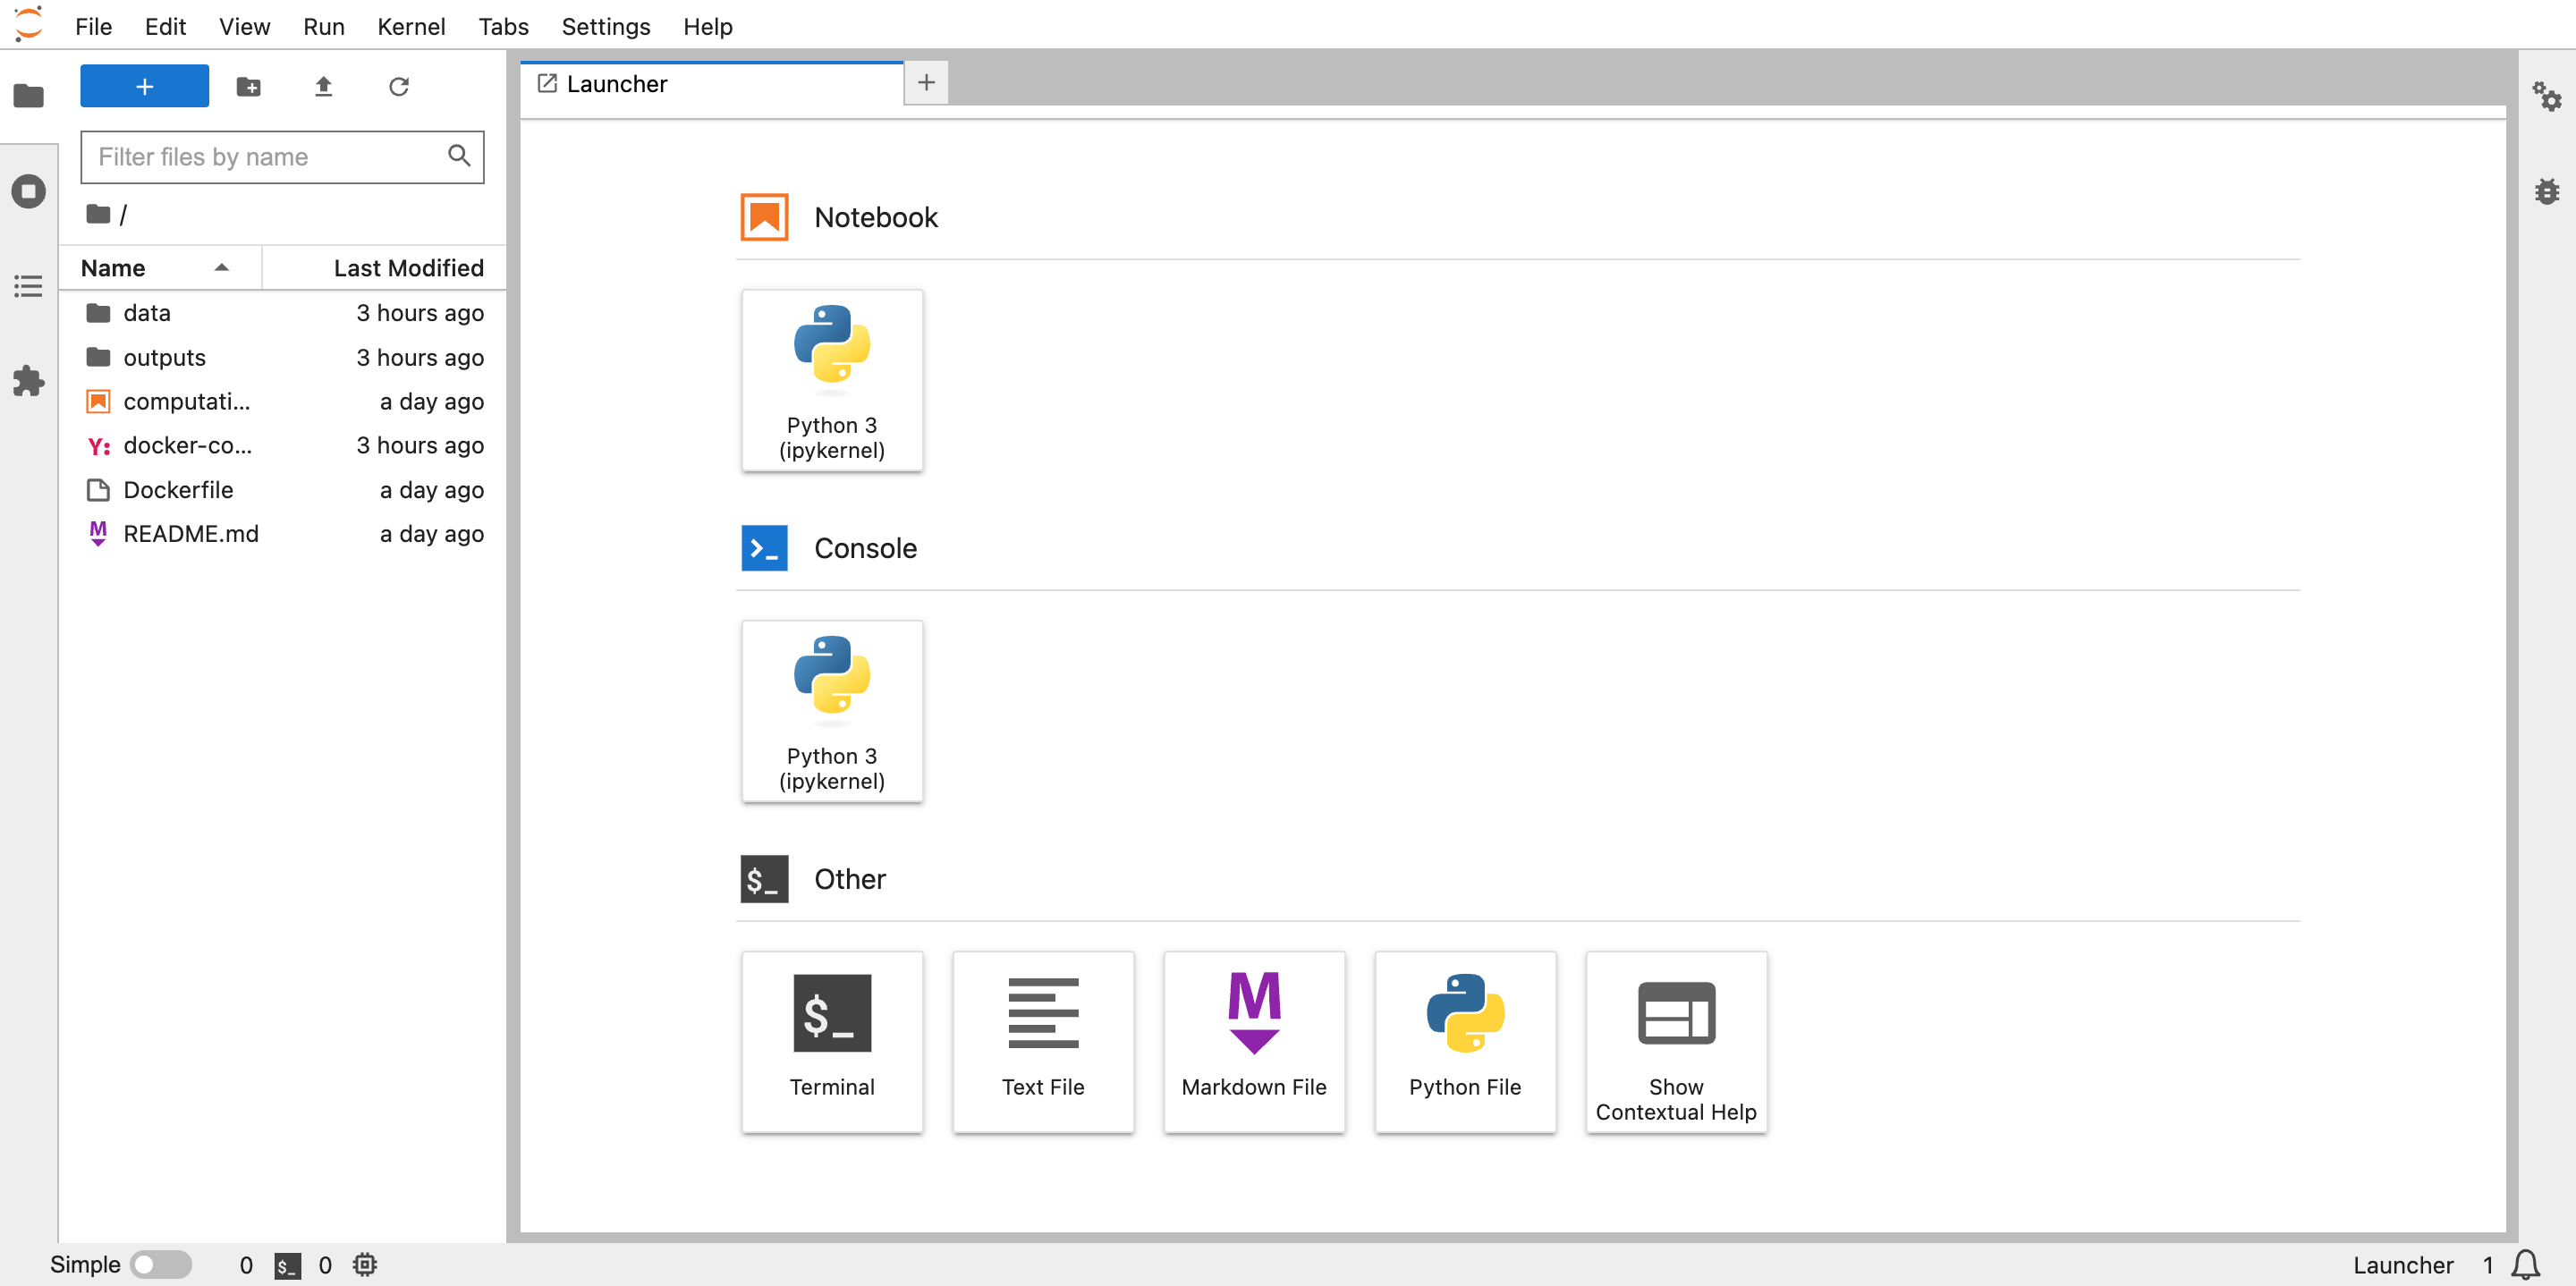 File Edit View Run Kernel Tabs Settings Help
Launcher
Filter files by name
/
Name Last Modified
data 3 hours ago
outputs 3 hours ago
computati... a day ago
docker-co... 3 hours ago
Dockerfile a day ago
README.md a day ago
Notebook
Python 3
(ipykernel)
Console
Python 3
(ipykernel)
$_ Other
$_
Terminal
Text File
M
Markdown File
Python File
Show
Contextual Help
Simple 0 $_ 0
Launcher 1